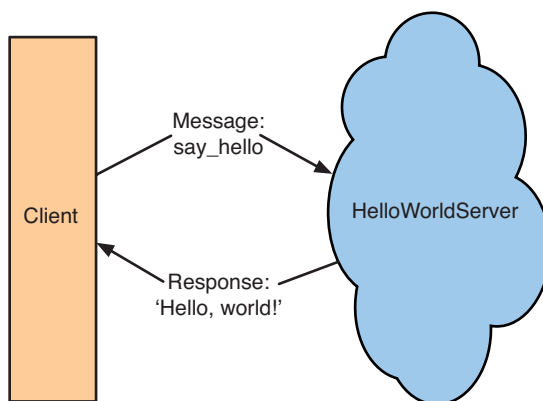 Message:
say_hello
Client
HelloWorldServer
Response:
‘Hello, world!’